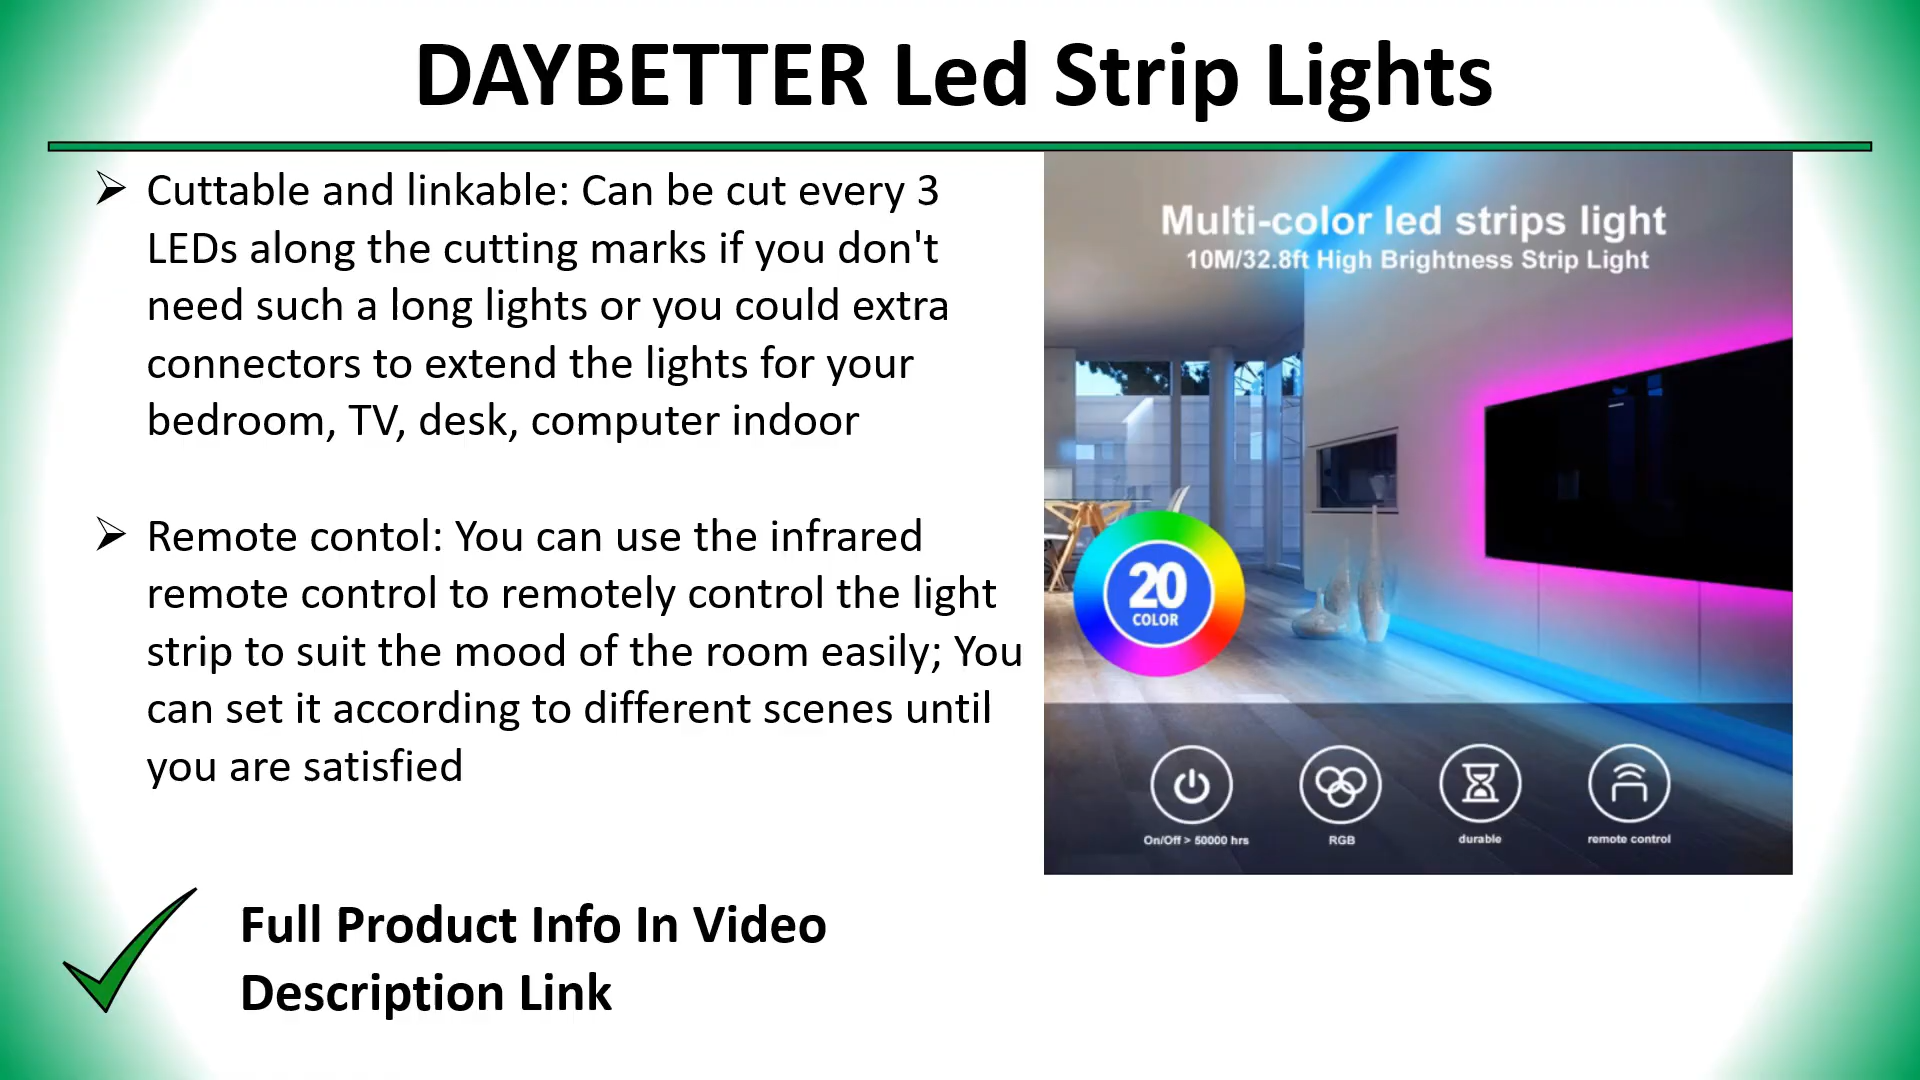 DAYBETTER Led Strip Lights
Cuttable and linkable: Can be cut every 3
LEDs along the cutting marks if you don't
need such a long lights or you could extra
connectors to extend the lights for your
bedroom, TV, desk, computer indoor
Remote contol: You can use the infrared
remote control to remotely control the light
strip to suit the mood of the room easily; You
can set it according to different scenes until
you are satisfied
Full Product Info In Video
Description Link
Multi-color led strips light
10M/32.8ft High Brightness Strip Light
20
COLOR
On/Off > 50000 hrs
RGB
durable
remote control